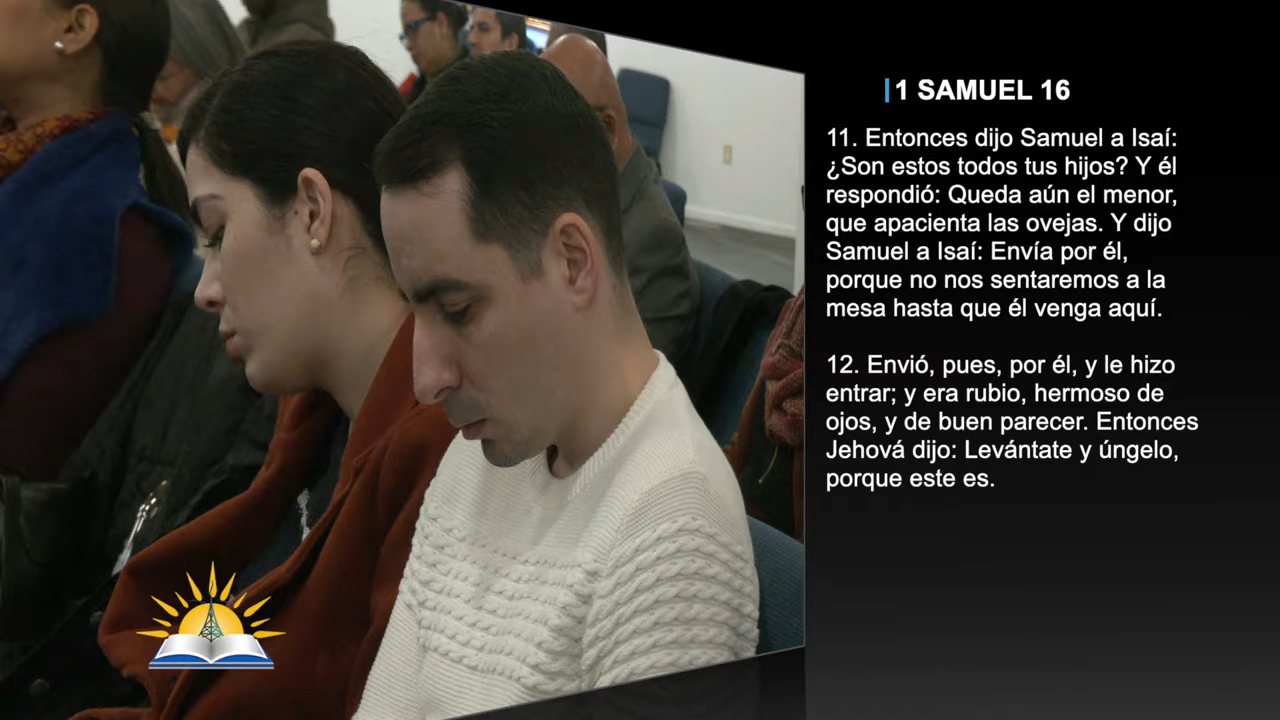 1 SAMUEL 16
11. Entonces dijo Samuel a Isaí:
¿Son estos todos tus hijos? Y él
respondió: Queda aún el menor,
que apacienta las ovejas. Y dijo
Samuel a Isaí: Envía por él,
porque no nos sentaremos a la
mesa hasta que él venga aquí.
12. Envió, pues, por él, y le hizo
entrar; y era rubio, hermoso de
ojos, y de buen parecer. Entonces
Jehová dijo: Levántate y úngelo,
porque este es.